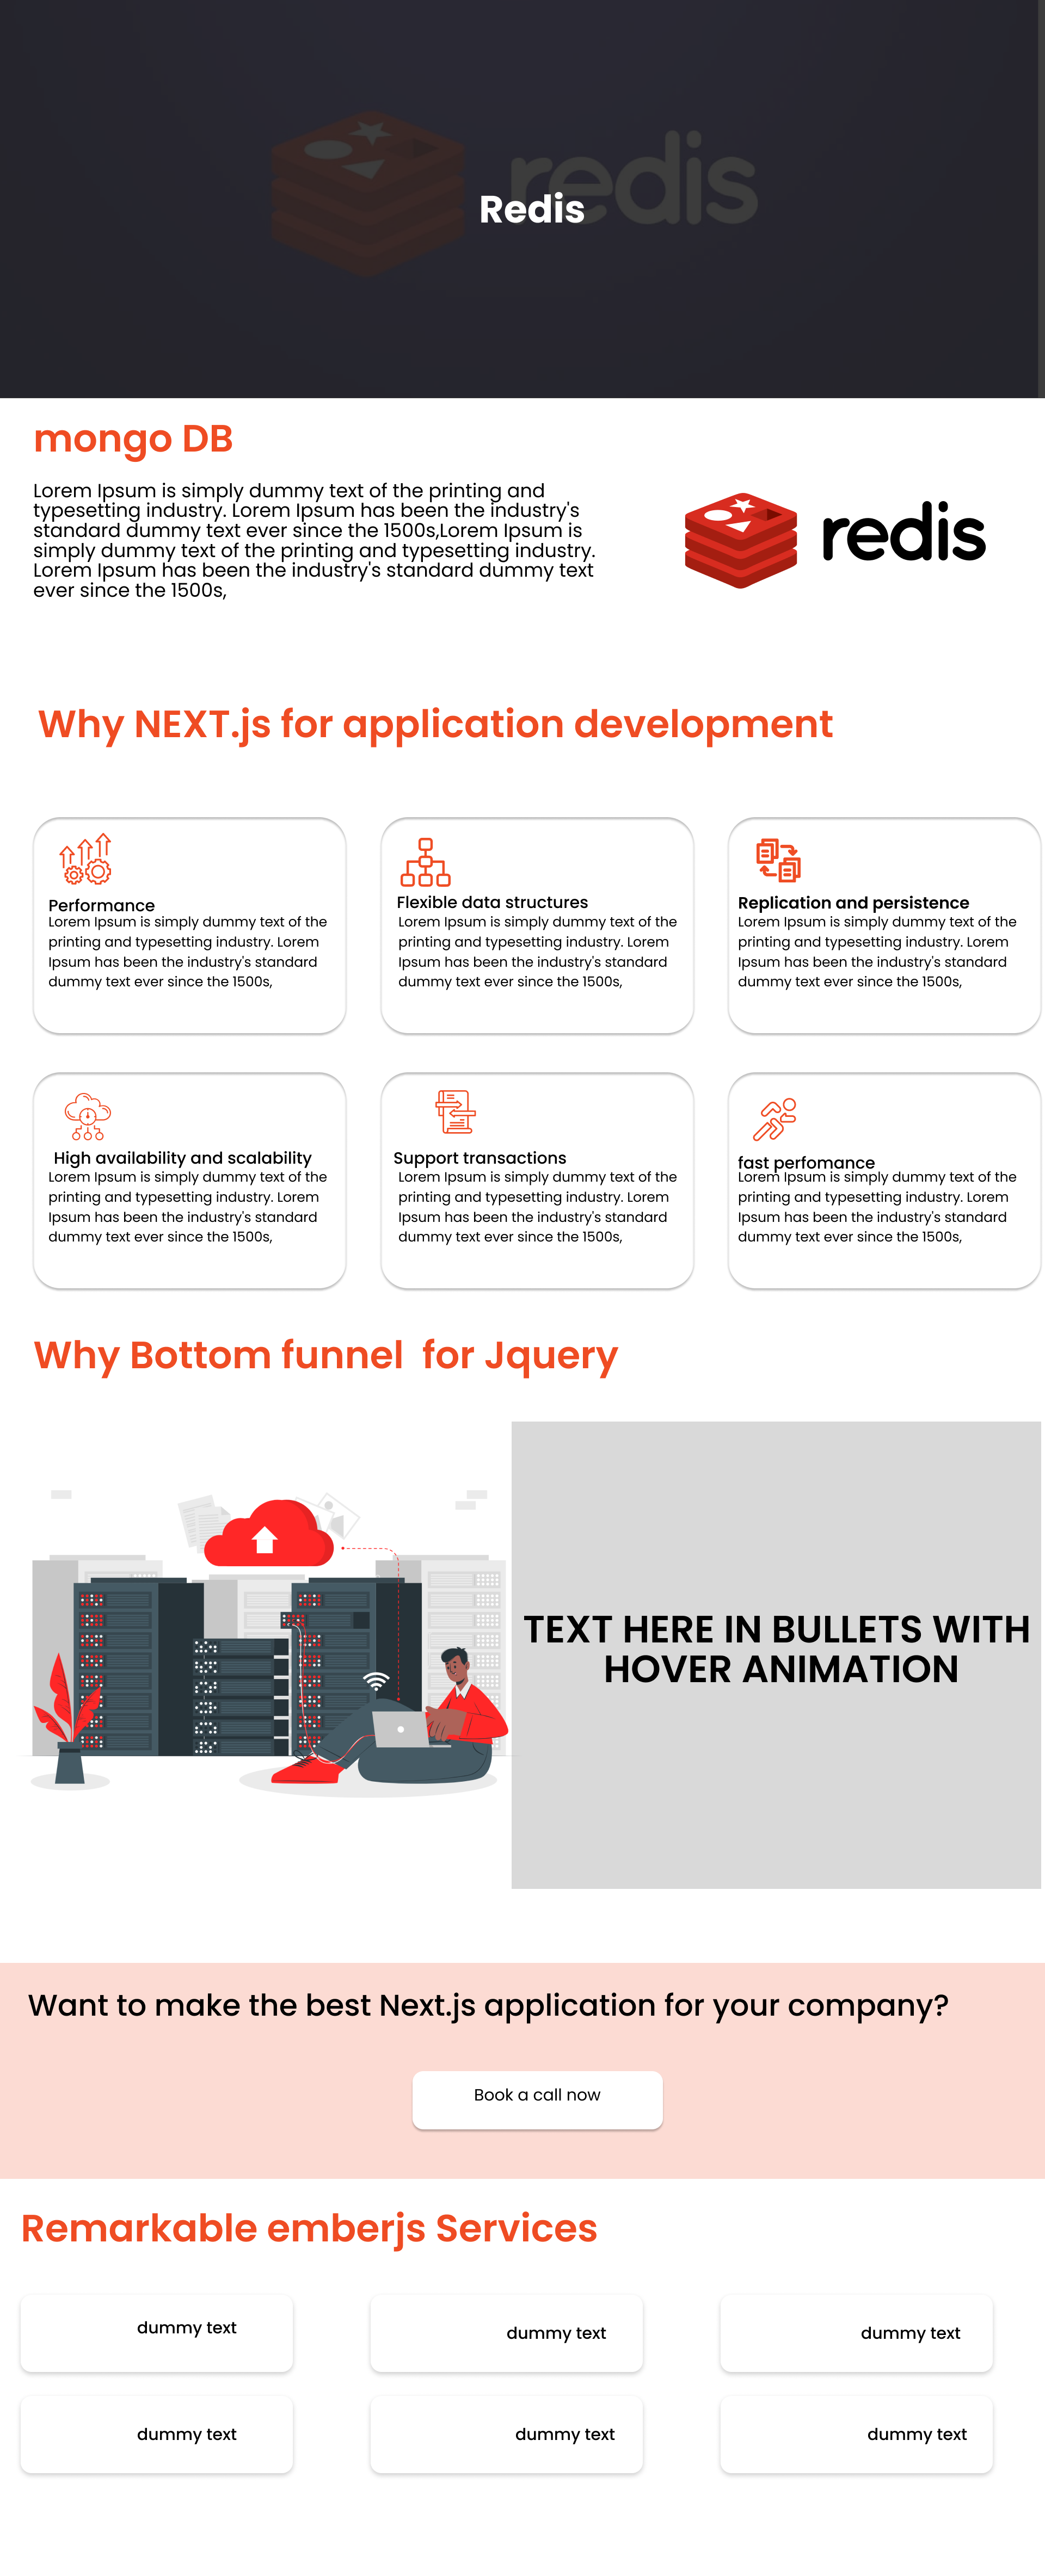 redis
Redis
mongo DB
Lorem Ipsum is simply dummy text of the printing and
typesetting industry. Lorem Ipsum has been the industry's
standard dummy text ever since the 1500s,Lorem Ipsum is
simply dummy text of the printing and typesetting industry.
Lorem Ipsum has been the industry's standard dummy text
ever since the 1500s,
redis
Why NEXT.js for application development
Performance
Lorem Ipsum is simply dummy text of the
printing and typesetting industry. Lorem
Ipsum has been the industry's standard
dummy text ever since the 1500s,
Flexible data structures
Lorem Ipsum is simply dummy text of the
printing and typesetting industry. Lorem
Ipsum has been the industry's standard
dummy text ever since the 1500s,
Replication and persistence
Lorem Ipsum is simply dummy text of the
printing and typesetting industry. Lorem
Ipsum has been the industry's standard
dummy text ever since the 1500s,
High availability and scalability
Lorem Ipsum is simply dummy text of the
printing and typesetting industry. Lorem
Ipsum has been the industry's standard
dummy text ever since the 1500s,
Support transactions
Lorem Ipsum is simply dummy text of the
printing and typesetting industry. Lorem
Ipsum has been the industry's standard
dummy text ever since the 1500s,
fast perfomance
Lorem Ipsum is simply dummy text of the
printing and typesetting industry. Lorem
Ipsum has been the industry's standard
dummy text ever since the 1500s,
Why Bottom funnel  for Jquery
TEXT HERE IN BULLETS WITH
HOVER ANIMATION
Want to make the best Next.js application for your company?
Book a call now
Remarkable emberjs Services
dummy text
dummy text
dummy text
dummy text
dummy text
dummy text